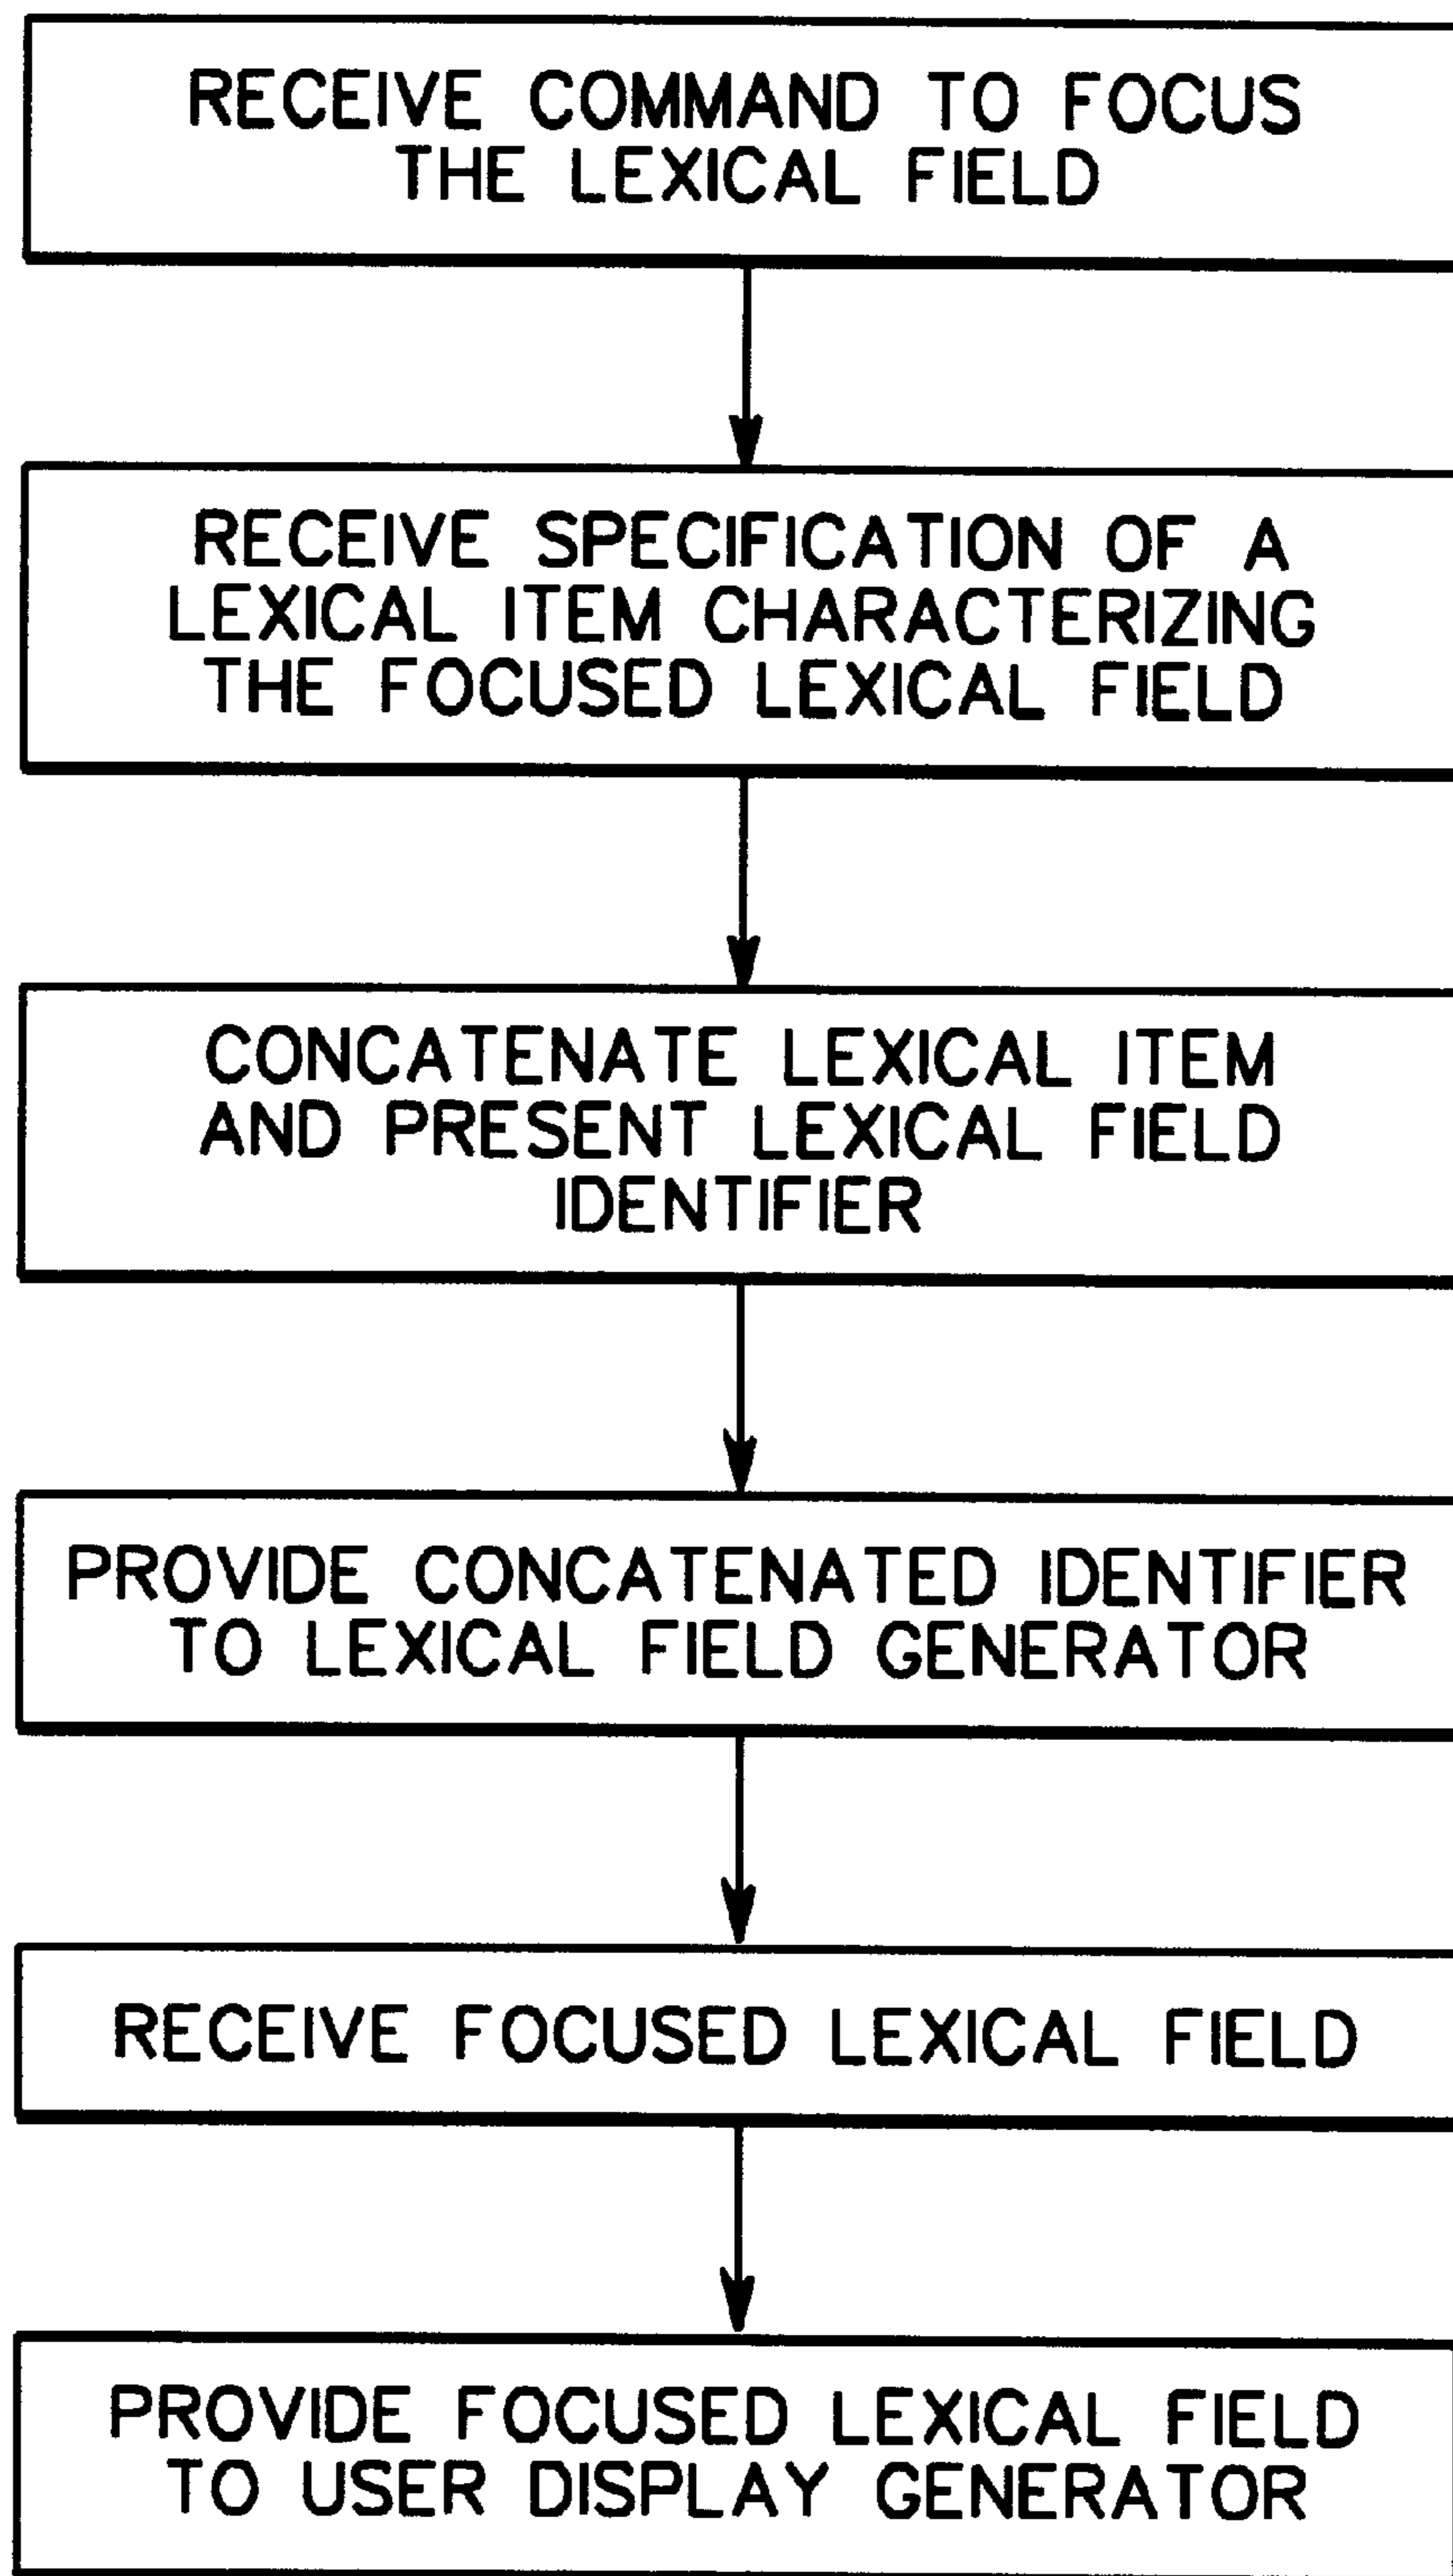 RECEIVE COMMAND TO FOCUS
THE LEXICAL FIELD
RECEIVE SPECIFICATION OF A
LEXICAL ITEM CHARACTERIZING
THE FOCUSED LEXICAL FIELD
CONCATENATE LEXICAL ITEM
AND PRESENT LEXICAL FIELD
IDENTIFIER
PROVIDE CONCATENATED IDENTIFIER
TO LEXICAL FIELD GENERATOR
RECEIVE FOCUSED LEXICAL FIELD
PROVIDE FOCUSED LEXICAL FIELD
TO USER DISPLAY GENERATOR